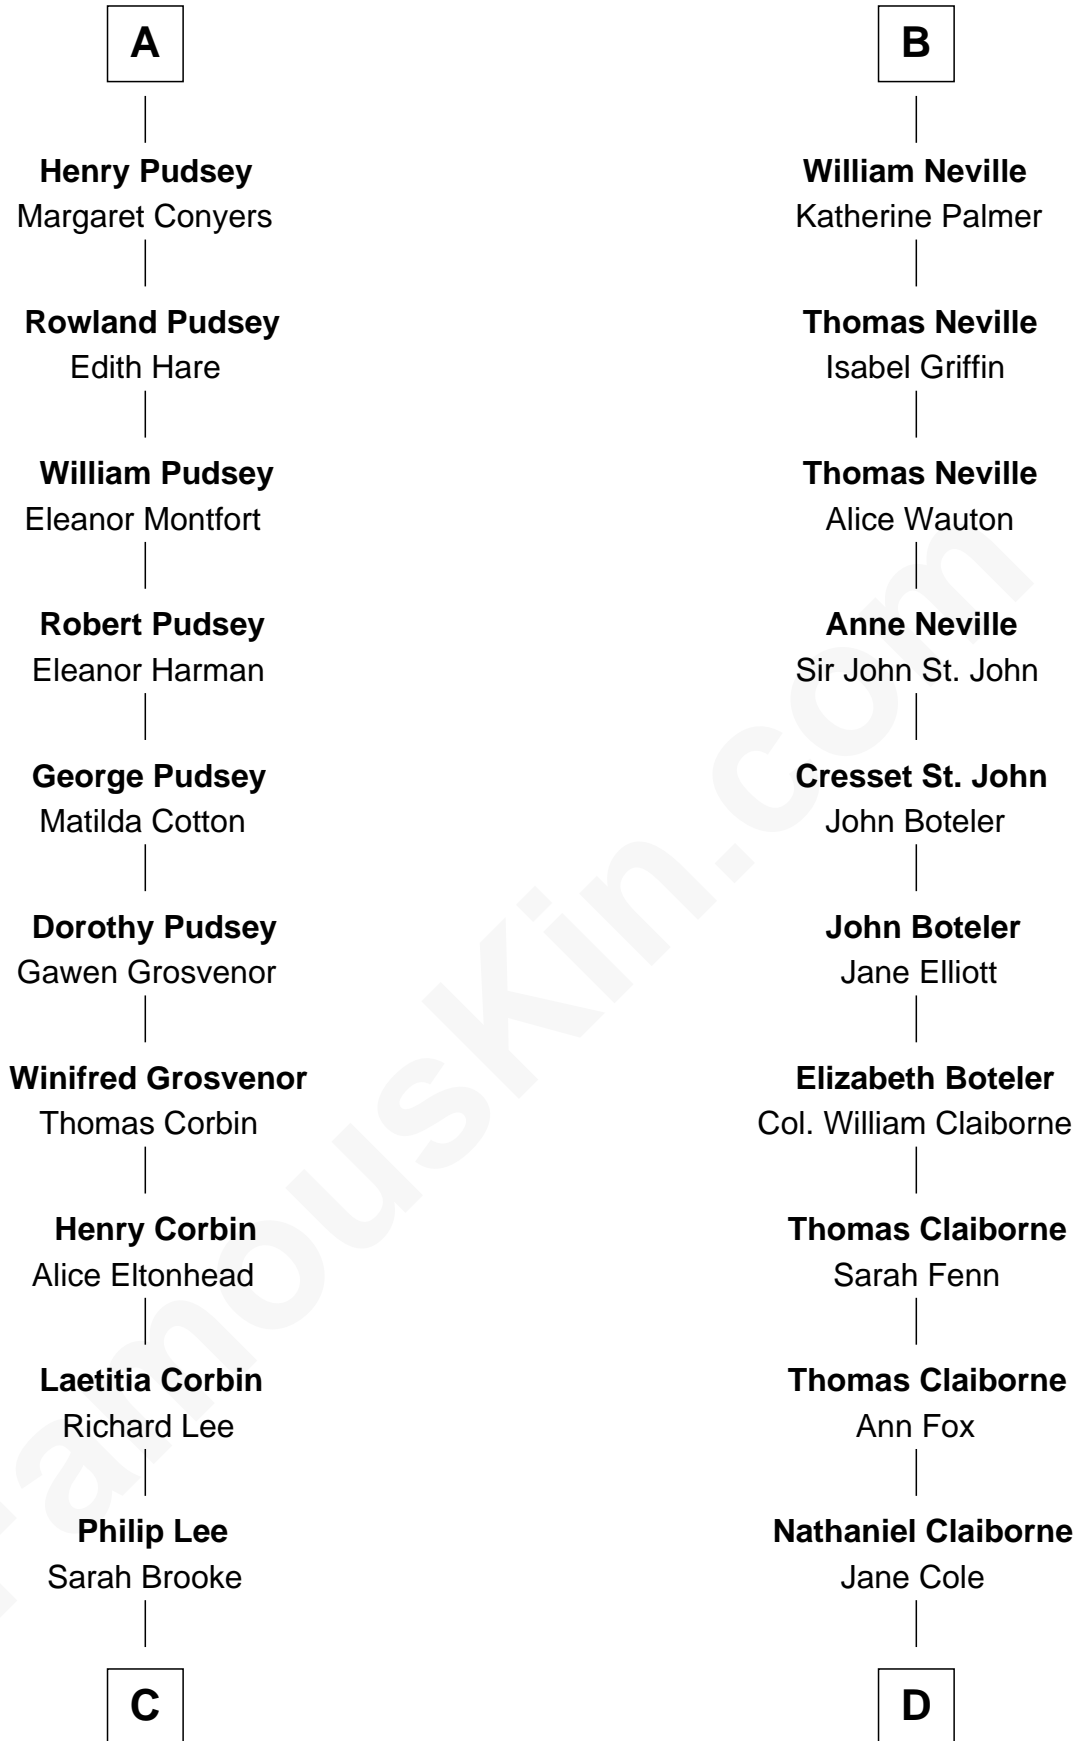 A
Henry Pudsey
Margaret Conyers
Rowland Pudsey
Edith Hare
William Pudsey
Eleanor Montfort
Robert Pudsey
Eleanor Harman
George Pudsey
Matilda Cotton
Dorothy Pudsey
Gawen Grosvenor
Winifred Grosvenor
Thomas Corbin
Henry Corbin
Alice Eltonhead
Laetitia Corbin
Richard Lee
Philip Lee
Sarah Brooke
C
B
William Neville
Katherine Palmer
Thomas Neville
Isabel Griffin
Thomas Neville
Alice Wauton
Anne Neville
Sir John St. John
Cresset St. John
John Boteler
John Boteler
Jane Elliott
Elizabeth Boteler
Col. William Claiborne
Thomas Claiborne
Sarah Fenn
Thomas Claiborne
Ann Fox
Nathaniel Claiborne
Jane Cole
D
FamousKin.com